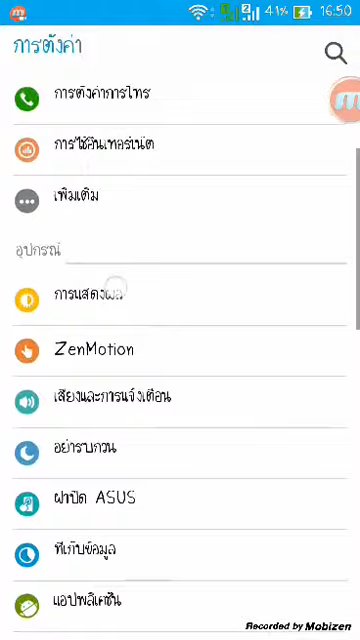 2 41% 16:50
การตั้งค่า
การตั้งค่าการโทร
การใช้อินเทอร์เน็ต
เพิ่มเติม
อุปกรณ์
การแสดงผล
ZenMotion
เสียงและการแจ้งเตือน
อย่ารบกวน
ฝาปิด ASUS
ที่เก็บข้อมูล
แอปพลิเคชัน
Recorded by Mobizen